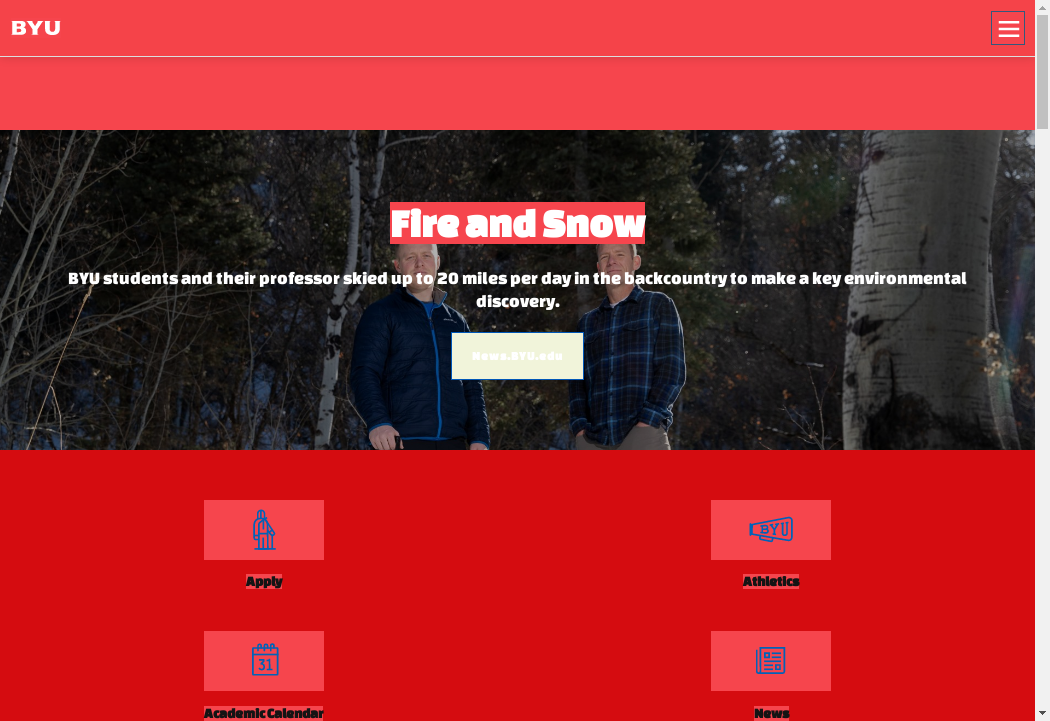 BYU
Fire and Snow
BYU students and their professor skied up to 20 miles per day in the backcountry to make a key environmental
discovery.
News.BYU.edu
BYU
Apply
Athletics
31
Academic Calendar
News